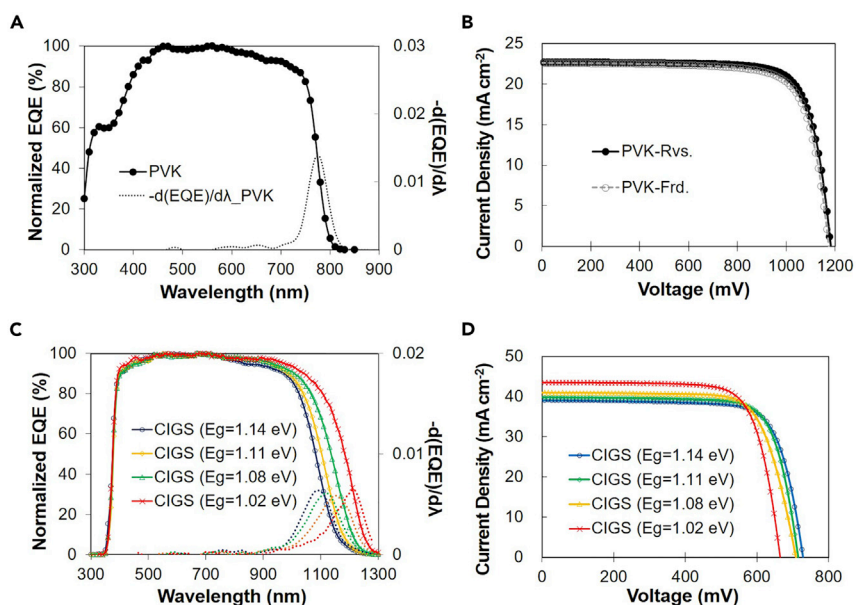 A
Normalized EQE (%)
100
80
60
40
20
0
PVK
-d(EQE)/dλ_PVK
0.03
0.02
0.01
0
-d(EQE)/dλ
300 400 500 600 700 800 900
Wavelength (nm)
B
Current Density (mA cm-2)
25
20
15
10
5
0
PVK-Rvs.
PVK-Frd.
0 200 400 600 800 1000 1200
Voltage (mV)
C
Normalized EQE (%)
100
80
60
40
20
0
CIGS (Eg=1.14 eV)
CIGS (Eg=1.11 eV)
CIGS (Eg=1.08 eV)
CIGS (Eg=1.02 eV)
0.02
0.01
0
-d(EQE)/dλ
300 500 700 900 1100 1300
Wavelength (nm)
D
Current Density (mA cm-2)
50
40
30
20
10
0
CIGS (Eg=1.14 eV)
CIGS (Eg=1.11 eV)
CIGS (Eg=1.08 eV)
CIGS (Eg=1.02 eV)
0 200 400 600 800
Voltage (mV)